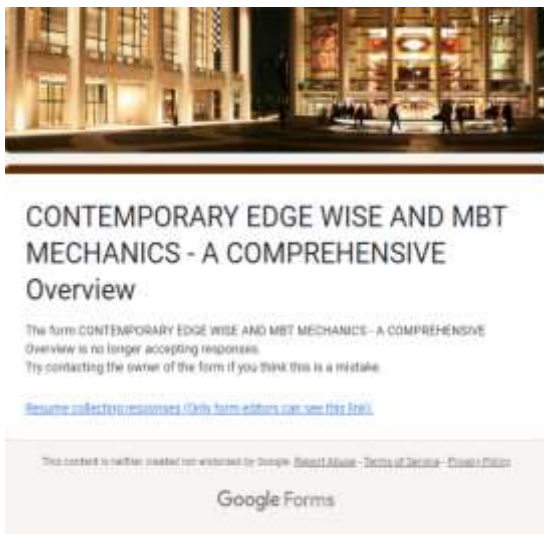 CONTEMPORARY EDGE WISE AND MBT
MECHANICS - A COMPREHENSIVE
Overview
The form CONTEMPORARY EDGE WISE AND MBT MECHANICS - A COMPREHENSIVE
Overview is no longer accepting responses.
Try contacting the owner of the form if you think this is a mistake.
Resume collecting responses (Only form editors can see this link).
This content is neither created nor endorsed by Google. Report Abuse - Terms of Service - Privacy Policy
Google Forms